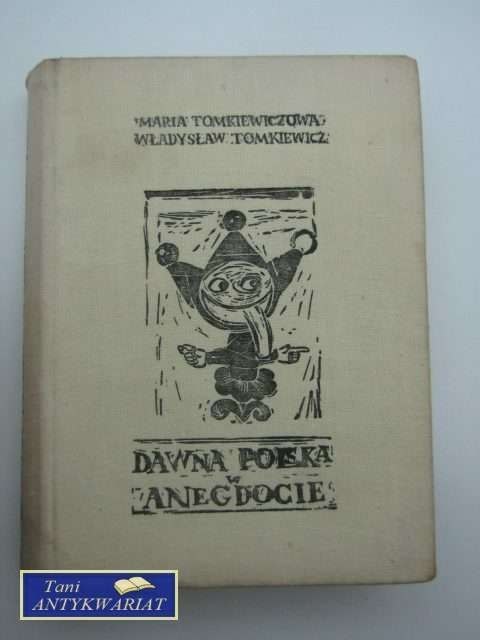 MARIA TOMKIEWICZOWA
WŁADYSŁAW TOMKIEWICZ
DAWNA POLSKA
W
ANEGDOCIE
Tani
ANTYKWARIAT